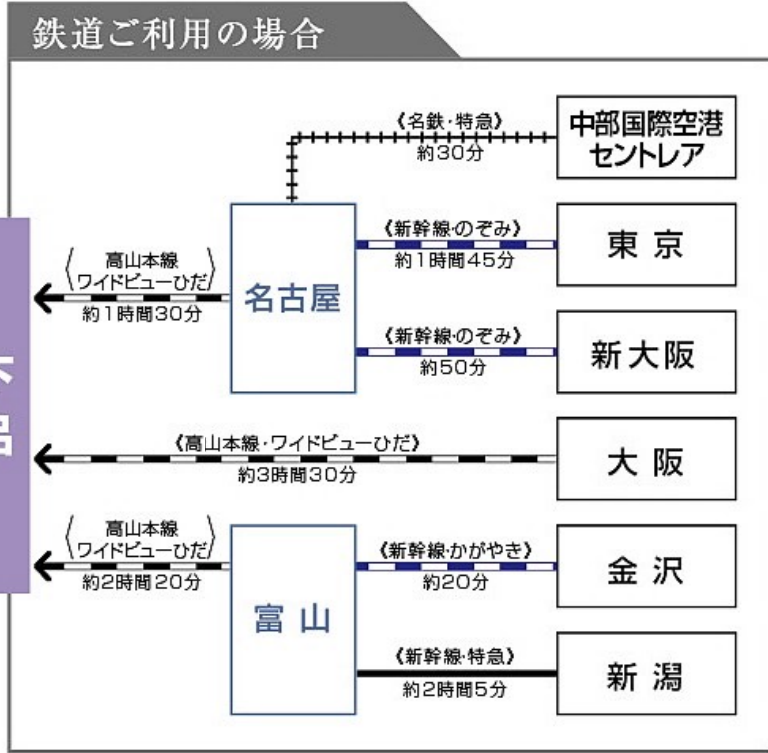 鉄道ご利用の場合
《名鉄・特急》
約30分
中部国際空港
セントレア
高山本線
ワイドビューひだ
約1時間30分
名古屋
《新幹線・のぞみ》
約1時間45分
東京
《新幹線・のぞみ》
約50分
新大阪
《高山本線・ワイドビューひだ》
約3時間30分
大阪
高山本線
ワイドビューひだ
約2時間20分
富山
《新幹線・かがやき》
約20分
金沢
《新幹線・特急》
約2時間5分
新潟